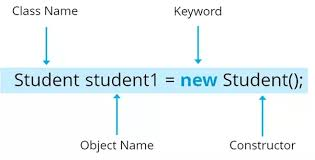 Class Name
Keyword
Student student1 = new Student();
Object Name
Constructor